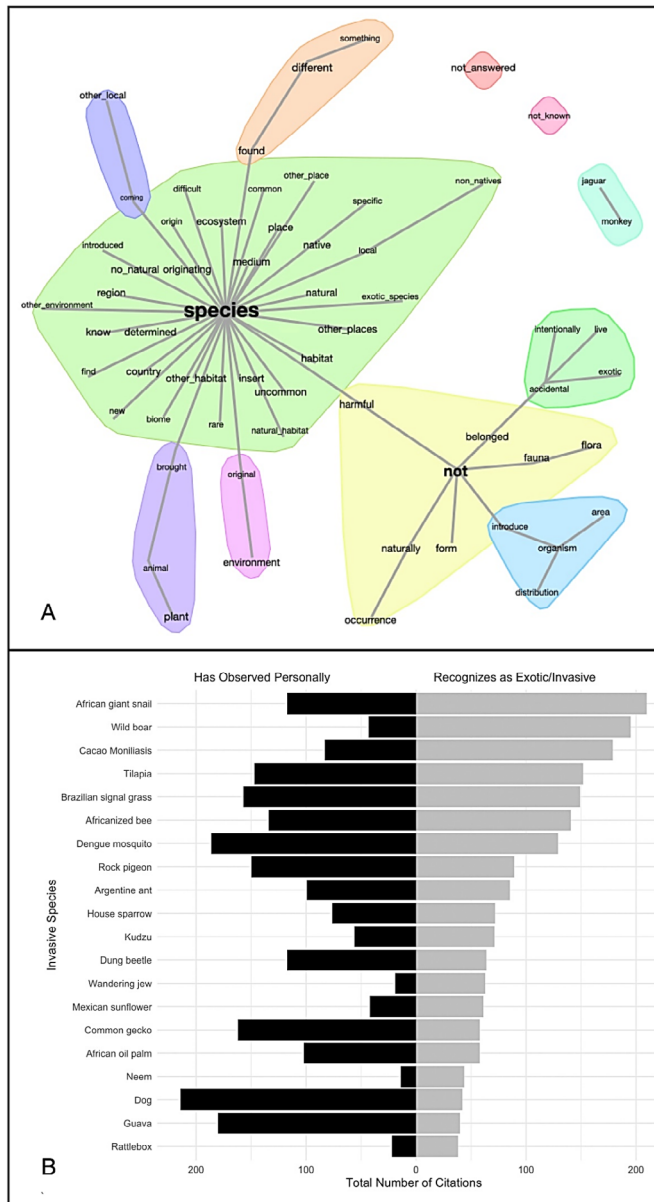 something
different
not_answered
other_local
not_known
found
other_place
non_natives
jaguar
difficult
common
coming
specific
monkey
origin
ecosystem
place
introduced
native
local
no_natural
originating
medium
region
natural
other_environment
exotic_species
species
intentionally
live
know
determined
other_places
find
country
other_habitat
insert
habitat
exotic
accidental
uncommon
new
biome
rare
natural_habitat
harmful
belonged
flora
brought
original
not
fauna
area
introduce
animal
environment
naturally
form
organism
distribution
plant
occurrence
A
Has Observed Personally
Recognizes as Exotic/Invasive
African giant snail
Wild boar
Cacao Moniliasis
Tilapia
Brazilian signal grass
Africanized bee
Dengue mosquito
Rock pigeon
Argentine ant
House sparrow
Kudzu
Dung beetle
Wandering jew
Mexican sunflower
Common gecko
African oil palm
Neem
Dog
Guava
Rattlebox
Invasive Species
200 100 0 100 200
Total Number of Citations
B